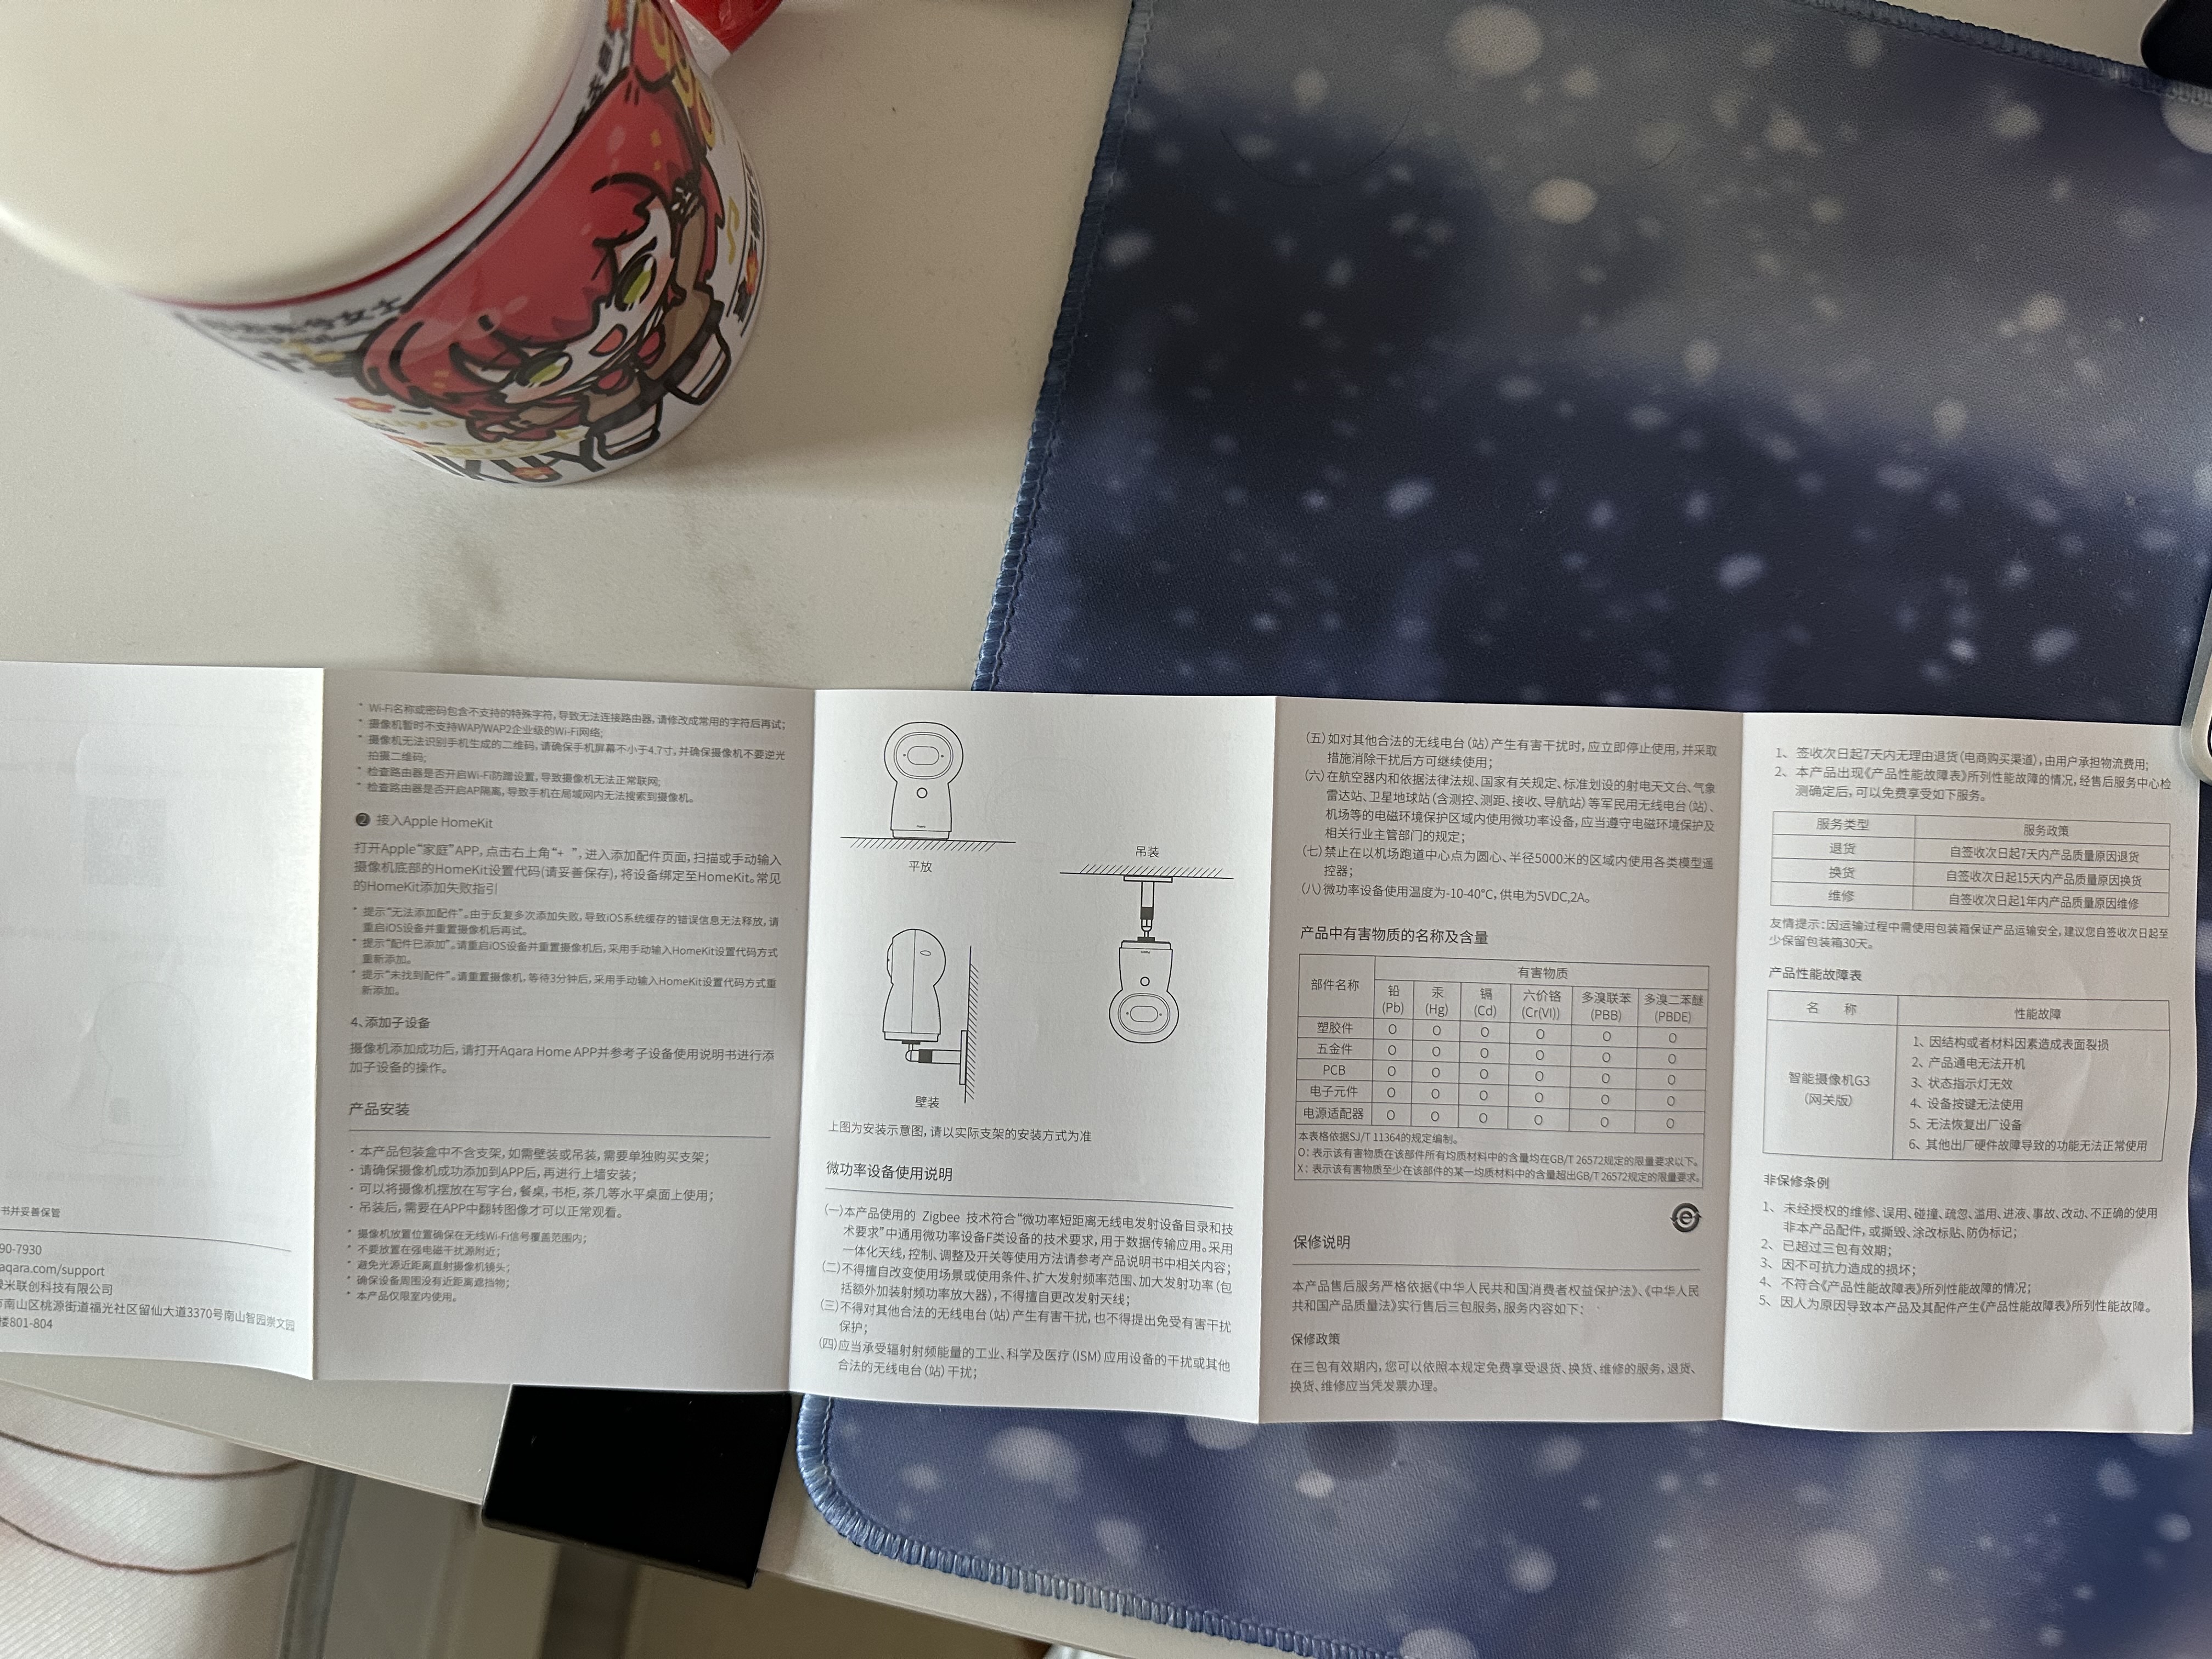 书并妥善保管
90-7930
aqara.com/support
米联创科技有限公司
南山区桃源街道福光社区留仙大道3370号南山智园崇文园
楼801-804
* Wi-Fi名称或密码包含不支持的特殊字符,导致无法连接路由器,请修改成常用的字符后再试;
* 摄像机暂时不支持WAP/WAP2企业级的Wi-Fi网络;
* 摄像机无法识别手机生成的二维码,请确保手机屏幕不小于4.7寸,并确保摄像机不要逆光
拍摄二维码;
* 检查路由器是否开启Wi-Fi防蹭设置,导致摄像机无法正常联网;
* 检查路由器是否开启AP隔离,导致手机在局域网内无法搜索到摄像机。
❷ 接入Apple HomeKit
打开Apple“家庭”APP,点击右上角“+ ”,进入添加配件页面,扫描或手动输入
摄像机底部的HomeKit设置代码(请妥善保存),将设备绑定至HomeKit。常见
的HomeKit添加失败指引
* 提示“无法添加配件”。由于反复多次添加失败,导致iOS系统缓存的错误信息无法释放,请
重启iOS设备并重置摄像机后再试。
* 提示“配件已添加”。请重启iOS设备并重置摄像机后,采用手动输入HomeKit设置代码方式
重新添加。
* 提示“未找到配件”。请重置摄像机,等待3分钟后,采用手动输入HomeKit设置代码方式重
新添加。
4、添加子设备
摄像机添加成功后,请打开Aqara Home APP并参考子设备使用说明书进行添
加子设备的操作。
产品安装
· 本产品包装盒中不含支架,如需壁装或吊装,需要单独购买支架;
· 请确保摄像机成功添加到APP后,再进行上墙安装;
· 可以将摄像机摆放在写字台,餐桌,书柜,茶几等水平桌面上使用;
· 吊装后,需要在APP中翻转图像才可以正常观看。
* 摄像机放置位置确保在无线Wi-Fi信号覆盖范围内;
* 不要放置在强电磁干扰源附近;
* 避免光源近距离直射摄像机镜头;
* 确保设备周围没有近距离遮挡物;
* 本产品仅限室内使用。
平放
吊装
壁装
上图为安装示意图,请以实际支架的安装方式为准
微功率设备使用说明
(一)本产品使用的 Zigbee 技术符合“微功率短距离无线电发射设备目录和技
术要求”中通用微功率设备F类设备的技术要求,用于数据传输应用。采用
一体化天线,控制、调整及开关等使用方法请参考产品说明书中相关内容;
(二)不得擅自改变使用场景或使用条件、扩大发射频率范围、加大发射功率(包
括额外加装射频功率放大器),不得擅自更改发射天线;
(三)不得对其他合法的无线电台(站)产生有害干扰,也不得提出免受有害干扰
保护;
(四)应当承受辐射射频能量的工业、科学及医疗(ISM)应用设备的干扰或其他
合法的无线电台(站)干扰;
(五)如对其他合法的无线电台(站)产生有害干扰时,应立即停止使用,并采取
措施消除干扰后方可继续使用;
(六)在航空器内和依据法律法规、国家有关规定、标准划设的射电天文台、气象
雷达站、卫星地球站(含测控、测距、接收、导航站)等军民用无线电台(站)、
机场等的电磁环境保护区域内使用微功率设备,应当遵守电磁环境保护及
相关行业主管部门的规定;
(七)禁止在以机场跑道中心点为圆心、半径5000米的区域内使用各类模型遥
控器;
(八)微功率设备使用温度为-10-40°C,供电为5VDC,2A。
产品中有害物质的名称及含量
部件名称 有害物质
铅(Pb) 汞(Hg) 镉(Cd) 六价铬(Cr(VI)) 多溴联苯(PBB) 多溴二苯醚(PBDE)
塑胶件 O O O O O O
五金件 O O O O O O
PCB O O O O O O
电子元件 O O O O O O
电源适配器 O O O O O O
本表格依据SJ/T 11364的规定编制。
O:表示该有害物质在该部件所有均质材料中的含量均在GB/T 26572规定的限量要求以下。
X:表示该有害物质至少在该部件的某一均质材料中的含量超出GB/T 26572规定的限量要求。
保修说明
本产品售后服务严格依据《中华人民共和国消费者权益保护法》、《中华人民
共和国产品质量法》实行售后三包服务,服务内容如下:
保修政策
在三包有效期内,您可以依照本规定免费享受退货、换货、维修的服务,退货、
换货、维修应当凭发票办理。
1、签收次日起7天内无理由退货(电商购买渠道),由用户承担物流费用;
2、本产品出现《产品性能故障表》所列性能故障的情况,经售后服务中心检
测确定后,可以免费享受如下服务。
服务类型 服务政策
退货 自签收次日起7天内产品质量原因退货
换货 自签收次日起15天内产品质量原因换货
维修 自签收次日起1年内产品质量原因维修
友情提示:因运输过程中需使用包装箱保证产品运输安全,建议您自签收次日起至
少保留包装箱30天。
产品性能故障表
名 称 性能故障
智能摄像机G3
(网关版)
1、因结构或者材料因素造成表面裂损
2、产品通电无法开机
3、状态指示灯无效
4、设备按键无法使用
5、无法恢复出厂设备
6、其他出厂硬件故障导致的功能无法正常使用
非保修条例
1、未经授权的维修、误用、碰撞、疏忽、滥用、进液、事故、改动、不正确的使用
非本产品配件,或撕毁、涂改标贴、防伪标记;
2、已超过三包有效期;
3、因不可抗力造成的损坏;
4、不符合《产品性能故障表》所列性能故障的情况;
5、因人为原因导致本产品及其配件产生《产品性能故障表》所列性能故障。